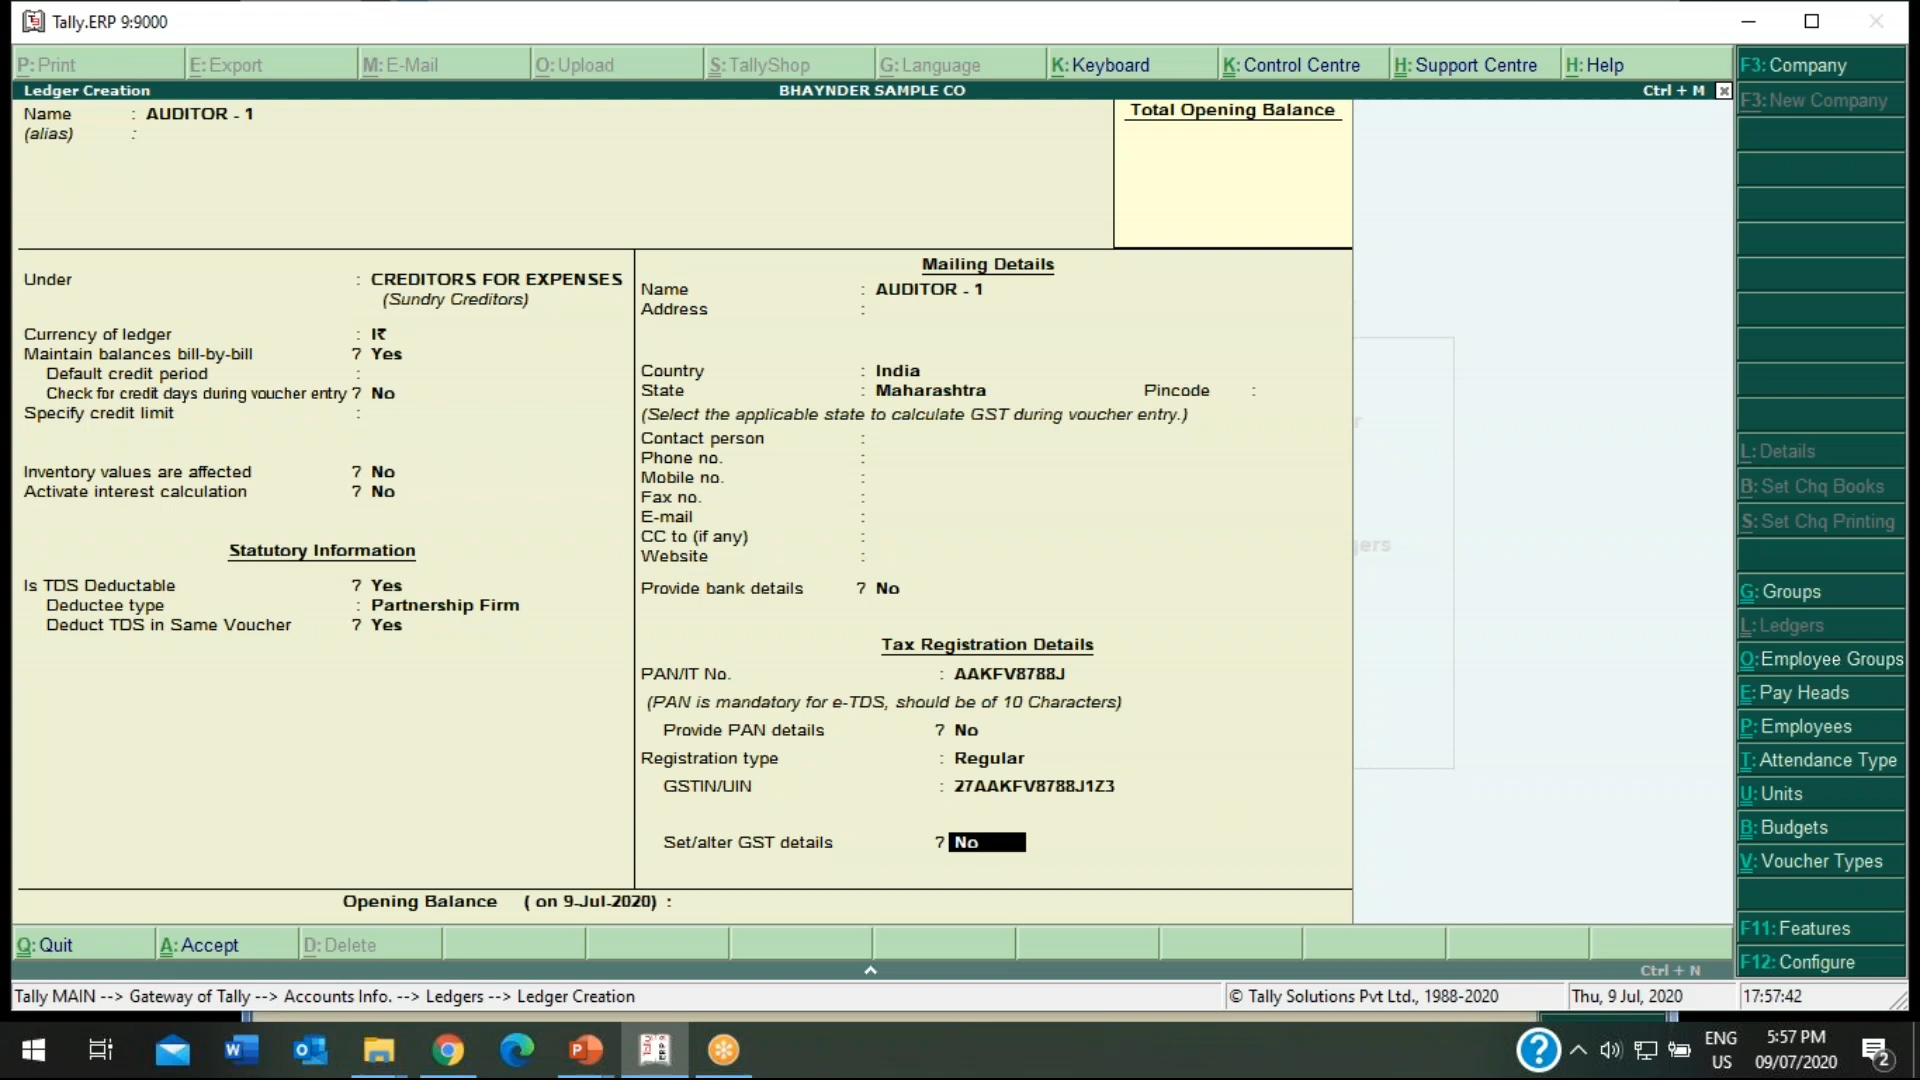 Tally.ERP 9:9000
P: Print E: Export M: E-Mail O: Upload S: TallyShop G: Language K: Keyboard K: Control Centre H: Support Centre H: Help
Ledger Creation BHAYNDER SAMPLE CO Ctrl + M
Name : AUDITOR - 1
(alias) :
Total Opening Balance
Under : CREDITORS FOR EXPENSES
(Sundry Creditors)
Currency of ledger : I₹
Maintain balances bill-by-bill ? Yes
Default credit period :
Check for credit days during voucher entry ? No
Specify credit limit :
Inventory values are affected ? No
Activate interest calculation ? No
Statutory Information
Is TDS Deductable ? Yes
Deductee type : Partnership Firm
Deduct TDS in Same Voucher ? Yes
Mailing Details
Name : AUDITOR - 1
Address :
Country : India
State : Maharashtra Pincode :
(Select the applicable state to calculate GST during voucher entry.)
Contact person :
Phone no. :
Mobile no. :
Fax no. :
E-mail :
CC to (if any) :
Website :
Provide bank details ? No
Tax Registration Details
PAN/IT No. : AAKFV8788J
(PAN is mandatory for e-TDS, should be of 10 Characters)
Provide PAN details ? No
Registration type : Regular
GSTIN/UIN : 27AAKFV8788J1Z3
Set/alter GST details ? No
Opening Balance ( on 9-Jul-2020) :
F3: Company
F3: New Company
L: Details
B: Set Chq Books
S: Set Chq Printing
G: Groups
L: Ledgers
O: Employee Groups
E: Pay Heads
P: Employees
T: Attendance Type
U: Units
B: Budgets
V: Voucher Types
F11: Features
F12: Configure
Q: Quit A: Accept D: Delete
Ctrl + N
Tally MAIN --> Gateway of Tally --> Accounts Info. --> Ledgers --> Ledger Creation © Tally Solutions Pvt Ltd., 1988-2020 Thu, 9 Jul, 2020 17:57:42
ENG
US
5:57 PM
09/07/2020
2